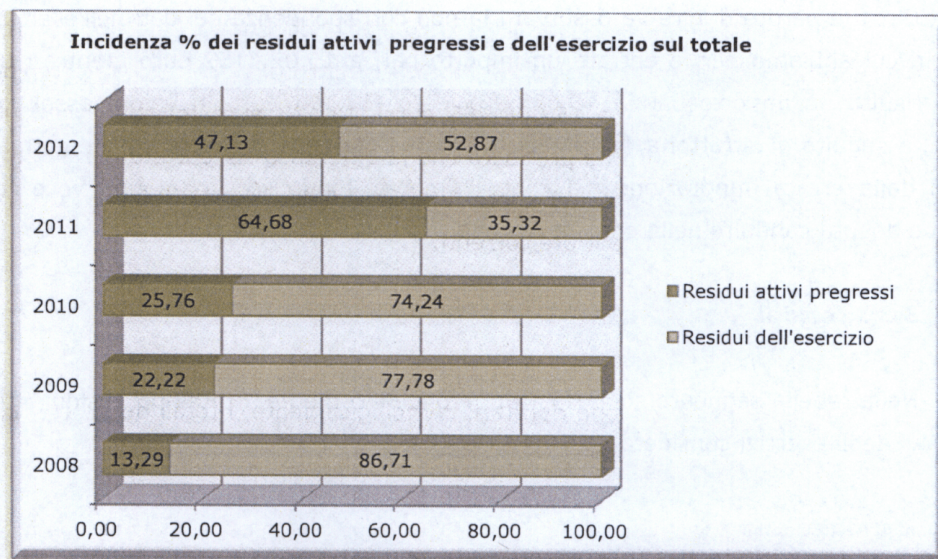 Incidenza % dei residui attivi pregressi e dell'esercizio sul totale
2012 47,13 52,87
2011 64,68 35,32
2010 25,76 74,24
2009 22,22 77,78
2008 13,29 86,71
0,00 20,00 40,00 60,00 80,00 100,00
Residui attivi pregressi
Residui dell'esercizio